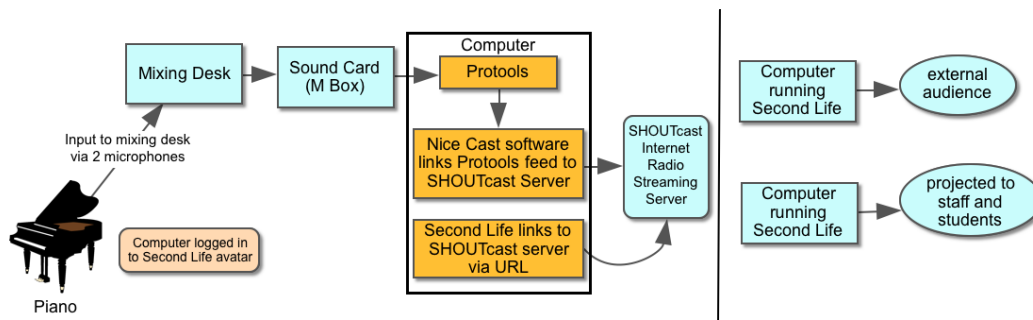 Mixing Desk
Sound Card
(M Box)
Computer
Protools
Input to mixing desk
via 2 microphones
Nice Cast software
links Protools feed to
SHOUTcast Server
SHOUTcast
Internet
Radio
Streaming
Server
Second Life links to
SHOUTcast server
via URL
Computer logged in
to Second Life avatar
Piano
Computer
running
Second Life
external
audience
Computer
running
Second Life
projected to
staff and
students